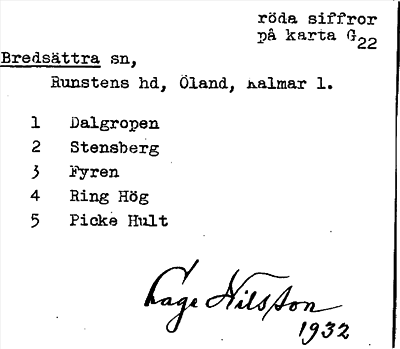 röda siffror
på karta G22
Bredsättra sn,
Runstens hd, Öland, Kalmar l.
1 Dalgropen
2 Stensberg
3 Fyren
4 Ring Hög
5 Picke Hult
Nilsson
1932